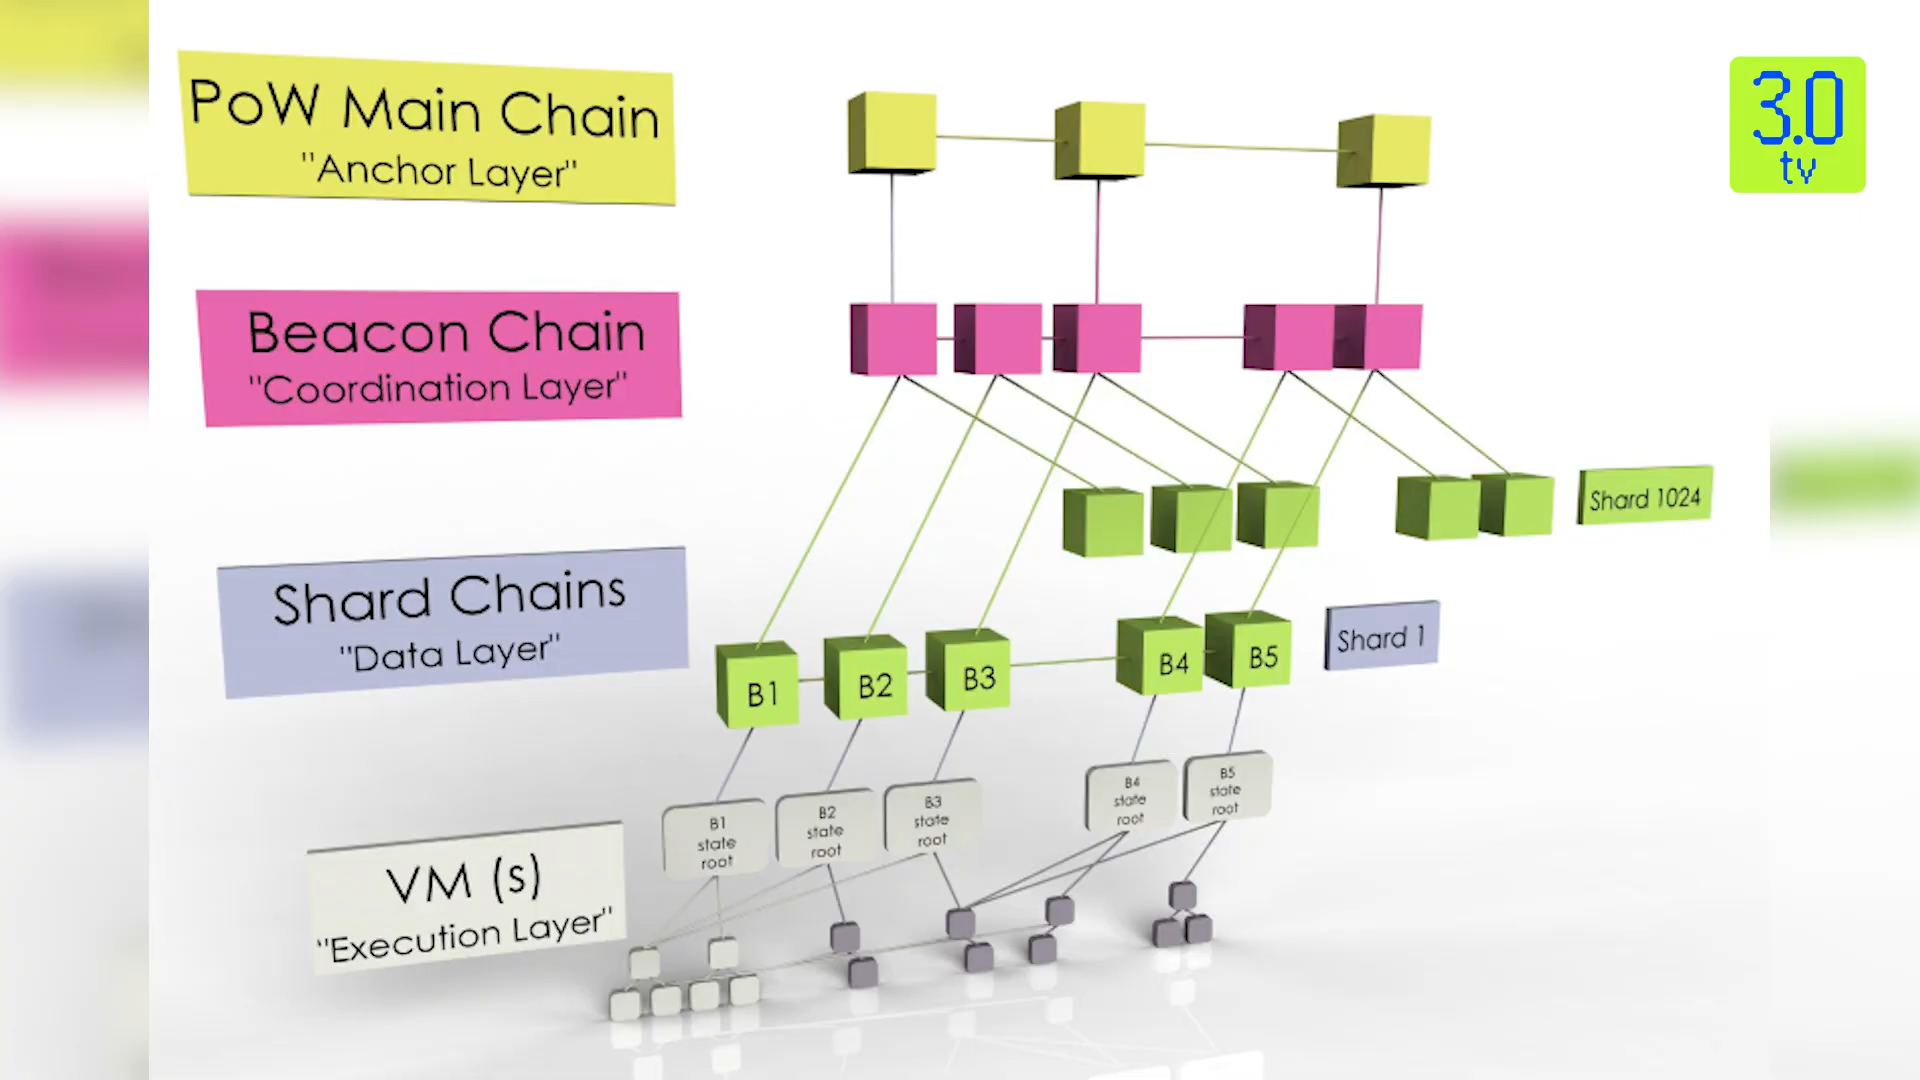 PoW Main Chain
"Anchor Layer"
3.0
tv
Beacon Chain
"Coordination Layer"
Shard 1024
Shard Chains
"Data Layer"
Shard 1
B1
B2
B3
B4
B5
B1
state
root
B2
state
root
B3
state
root
B4
state
root
B5
state
root
VM (s)
"Execution Layer"